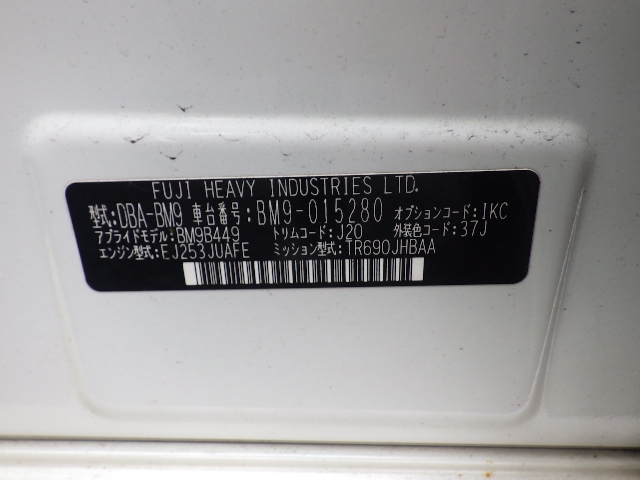 FUJI HEAVY INDUSTRIES LTD.
型式:DBA-BM9 車台番号:BM9-015280 オプションコード:IKC
アプライドモデル:BM9B449 トリムコード:J20 外装色コード:37J
エンジン型式:EJ253JUAFE ミッション型式:TR690JHBAA